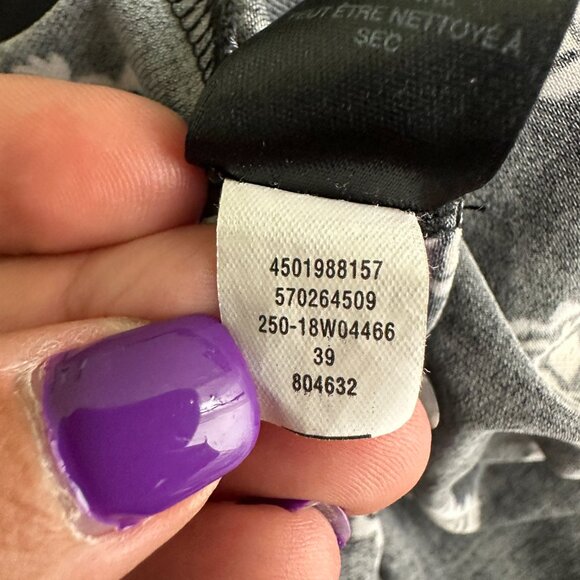 PEUT ÊTRE NETTOYÉ À
SEC
4501988157
570264509
250-18W04466
39
804632